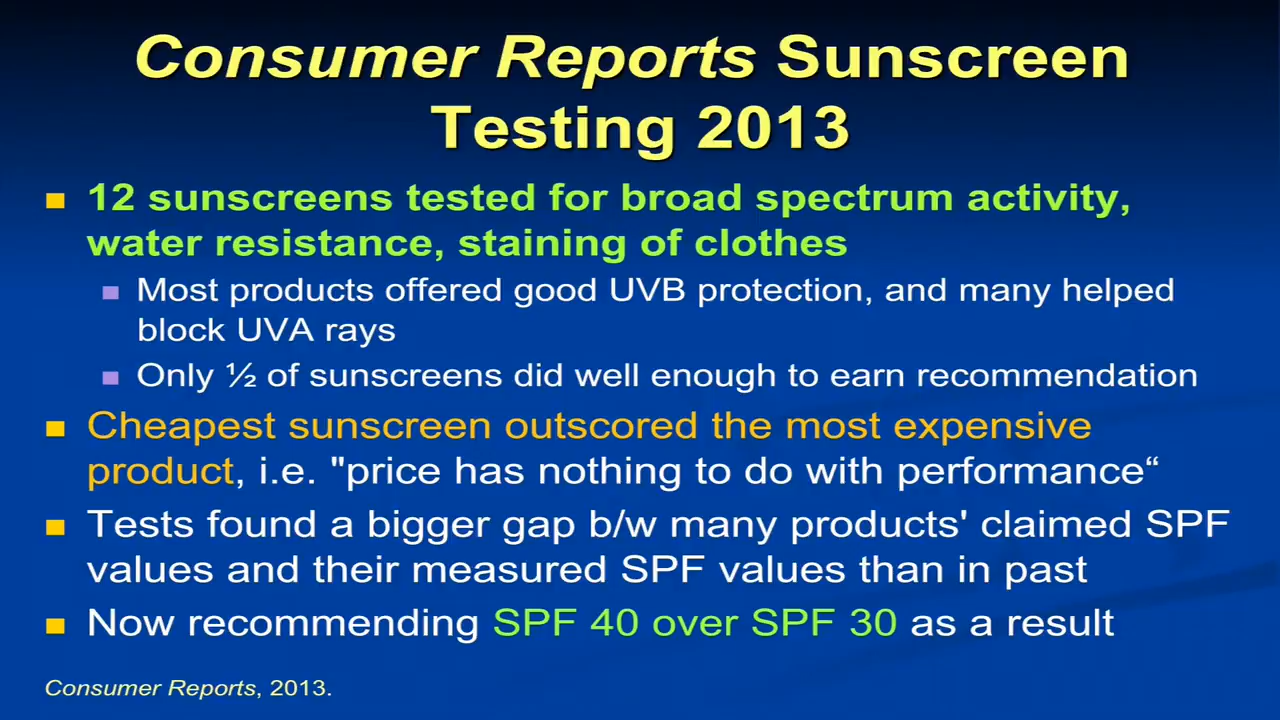 Consumer Reports Sunscreen
Testing 2013
12 sunscreens tested for broad spectrum activity,
water resistance, staining of clothes
Most products offered good UVB protection, and many helped
block UVA rays
Only ½ of sunscreens did well enough to earn recommendation
Cheapest sunscreen outscored the most expensive
product, i.e. "price has nothing to do with performance“
Tests found a bigger gap b/w many products' claimed SPF
values and their measured SPF values than in past
Now recommending SPF 40 over SPF 30 as a result
Consumer Reports, 2013.